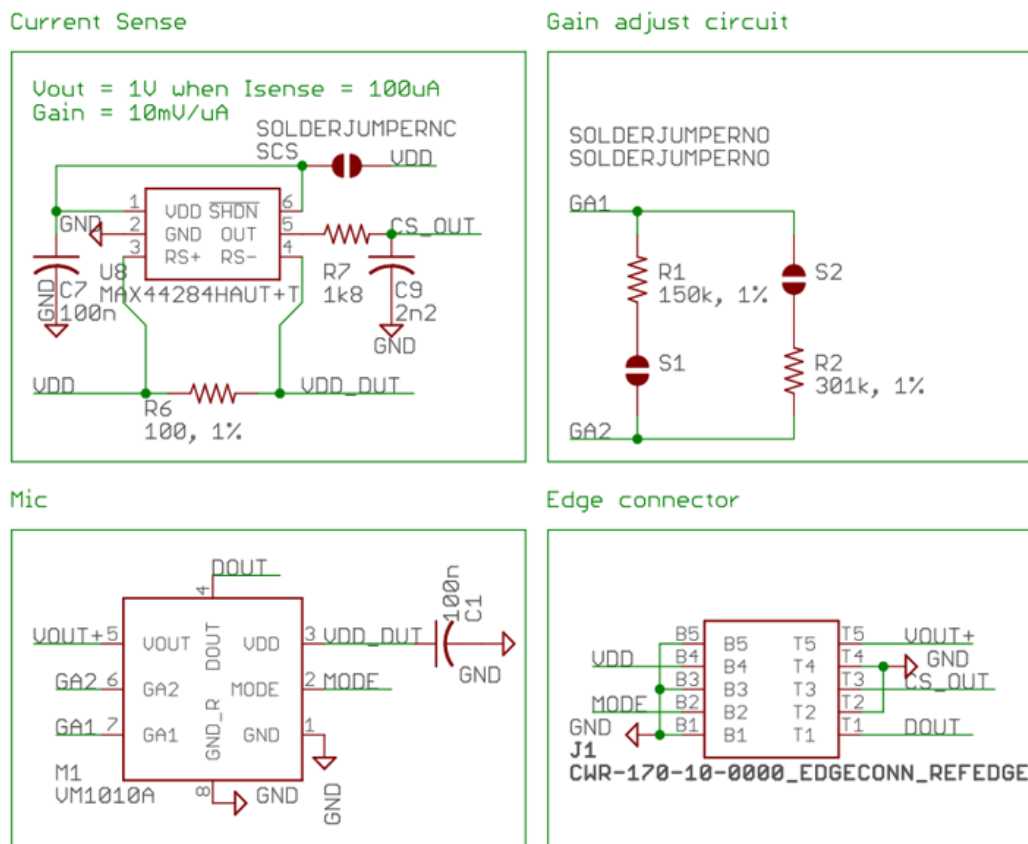 Current Sense
Vout = 1V when Isense = 100uA
Gain = 10mV/uA
SOLDERJUMPERNC
SCS
VDD
1 VDD SHDN 6
GND
2 GND OUT 5
CS_OUT
3 RS+ RS- 4
U8
MAX44284HAUT+T
C7
100n
GND
R7
1k8
C9
2n2
GND
VDD
VDD_DUT
R6
100, 1%
Gain adjust circuit
SOLDERJUMPERNO
SOLDERJUMPERNO
GA1
R1
150k, 1%
S2
S1
R2
301k, 1%
GA2
Mic
DOUT
4
100n
C1
VOUT+ 5 VOUT DOUT VDD 3 VDD_DUT
GND
GA2 6 GA2 MODE 2 MODE
GA1 7 GA1 GND_R GND 1
M1
VM1010A
8
GND
GND
Edge connector
B5 B5 T5 T5 VOUT+
VDD B4 B4 T4 T4 GND
B3 B3 T3 T3 CS_OUT
MODE B2 B2 T2 T2
GND B1 B1 T1 T1 DOUT
J1
CWR-170-10-0000_EDGECONN_REFEDGE